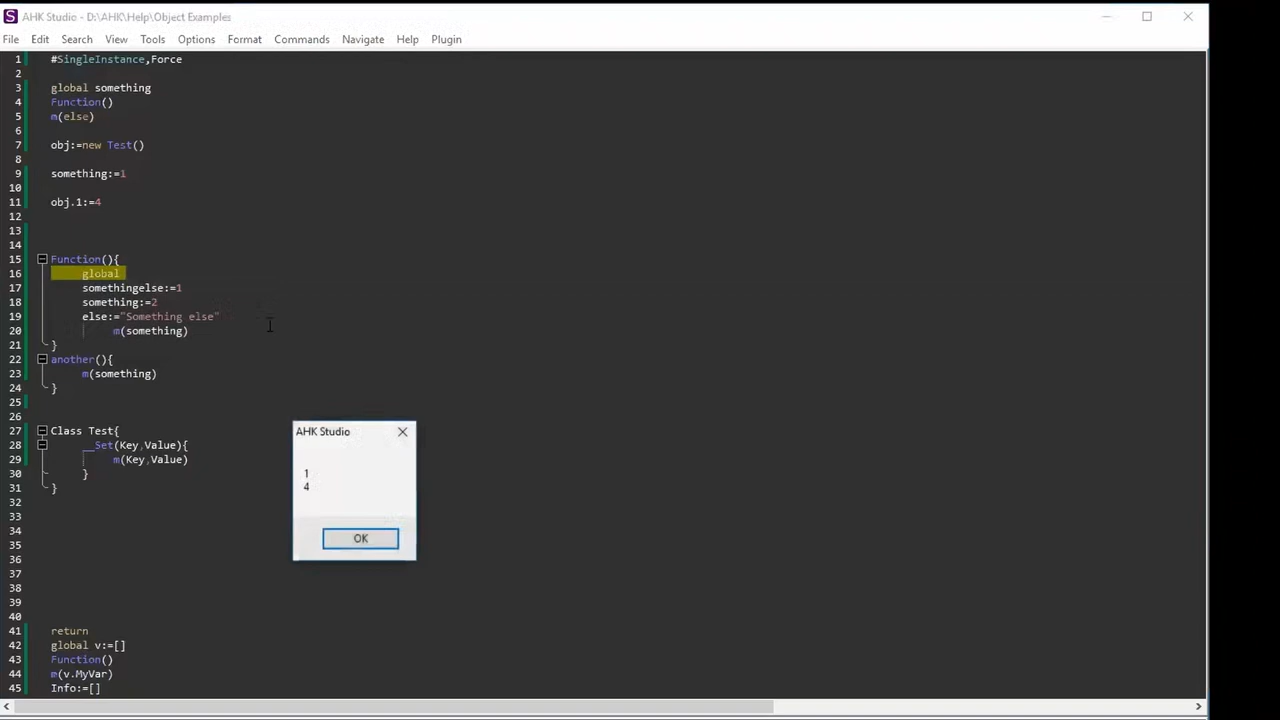 AHK Studio - D:\AHK\Help\Object Examples
File Edit Search View Tools Options Format Commands Navigate Help Plugin
1 #SingleInstance,Force
2
3 global something
4 Function()
5 m(else)
6
7 obj:=new Test()
8
9 something:=1
10
11 obj.1:=4
12
13
14
15 Function(){
16 global
17 somethingelse:=1
18 something:=2
19 else:="Something else"
20 m(something)
21 }
22 another(){
23 m(something)
24 }
25
26
27 Class Test{
28 __Set(Key,Value){
29 m(Key,Value)
30 }
31 }
32
33
34
35
36
37
38
39
40
41 return
42 global v:=[]
43 Function()
44 m(v.MyVar)
45 Info:=[]
AHK Studio
1
4
OK